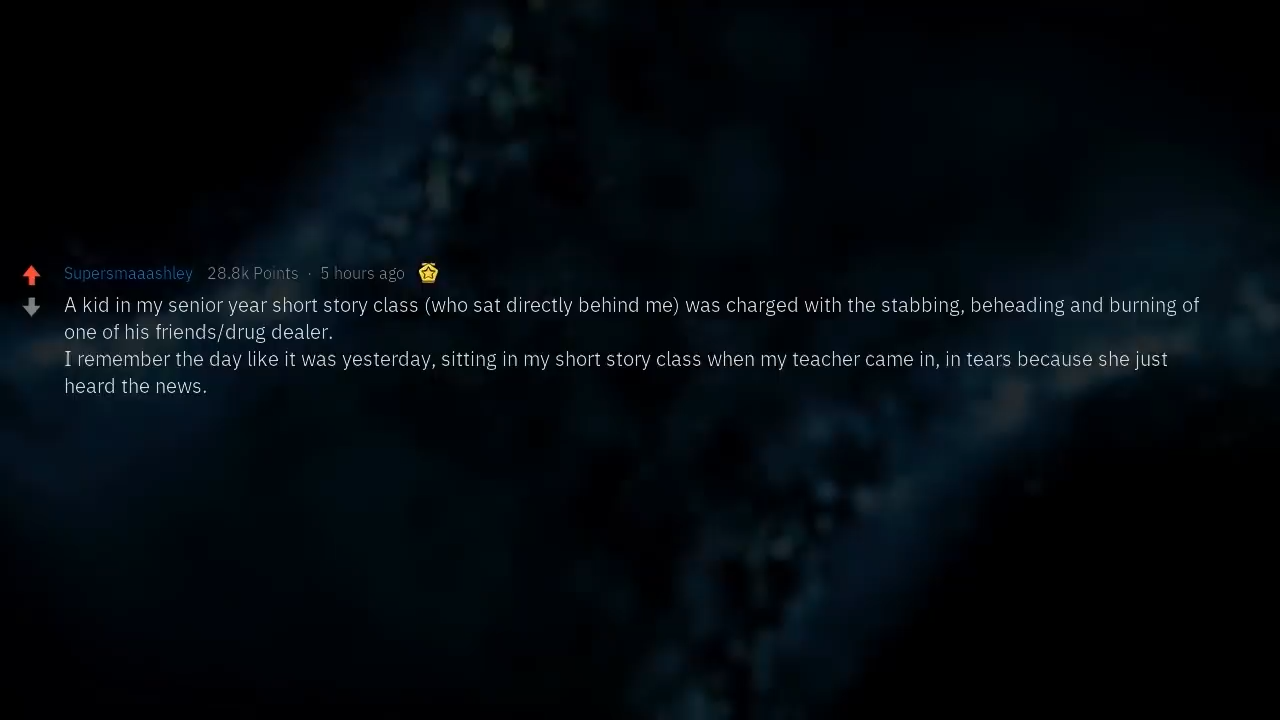 Supersmaaashley 28.8k Points · 5 hours ago
A kid in my senior year short story class (who sat directly behind me) was charged with the stabbing, beheading and burning of
one of his friends/drug dealer.
I remember the day like it was yesterday, sitting in my short story class when my teacher came in, in tears because she just
heard the news.